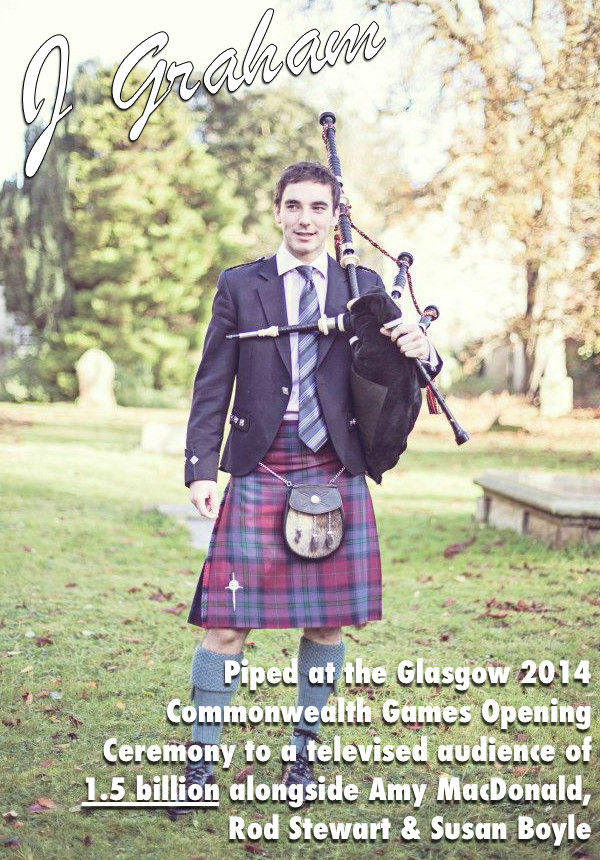 J Graham
Piped at the Glasgow 2014
Commonwealth Games Opening
Ceremony to a televised audience of
1.5 billion alongside Amy MacDonald,
Rod Stewart & Susan Boyle